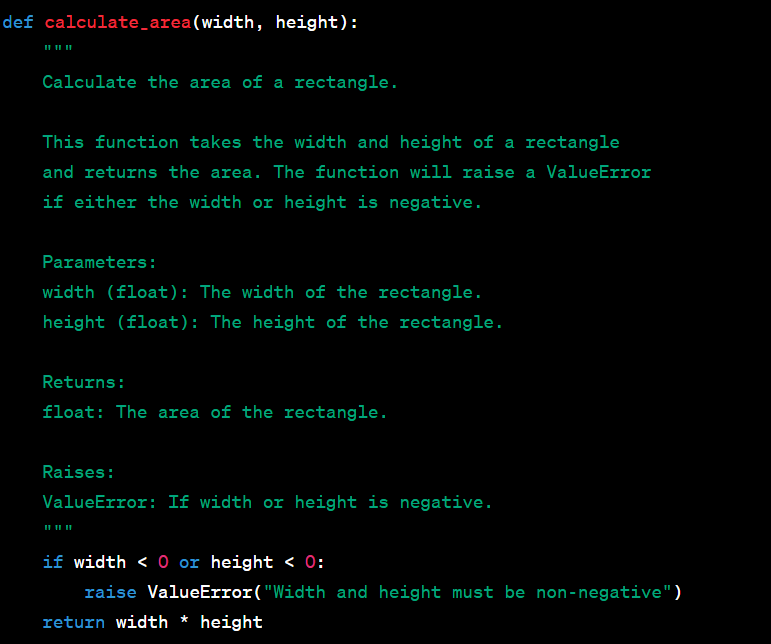 def calculate_area(width, height):
    """
    Calculate the area of a rectangle.

    This function takes the width and height of a rectangle
    and returns the area. The function will raise a ValueError
    if either the width or height is negative.

    Parameters:
    width (float): The width of the rectangle.
    height (float): The height of the rectangle.

    Returns:
    float: The area of the rectangle.

    Raises:
    ValueError: If width or height is negative.
    """
    if width < 0 or height < 0:
        raise ValueError("Width and height must be non-negative")
    return width * height